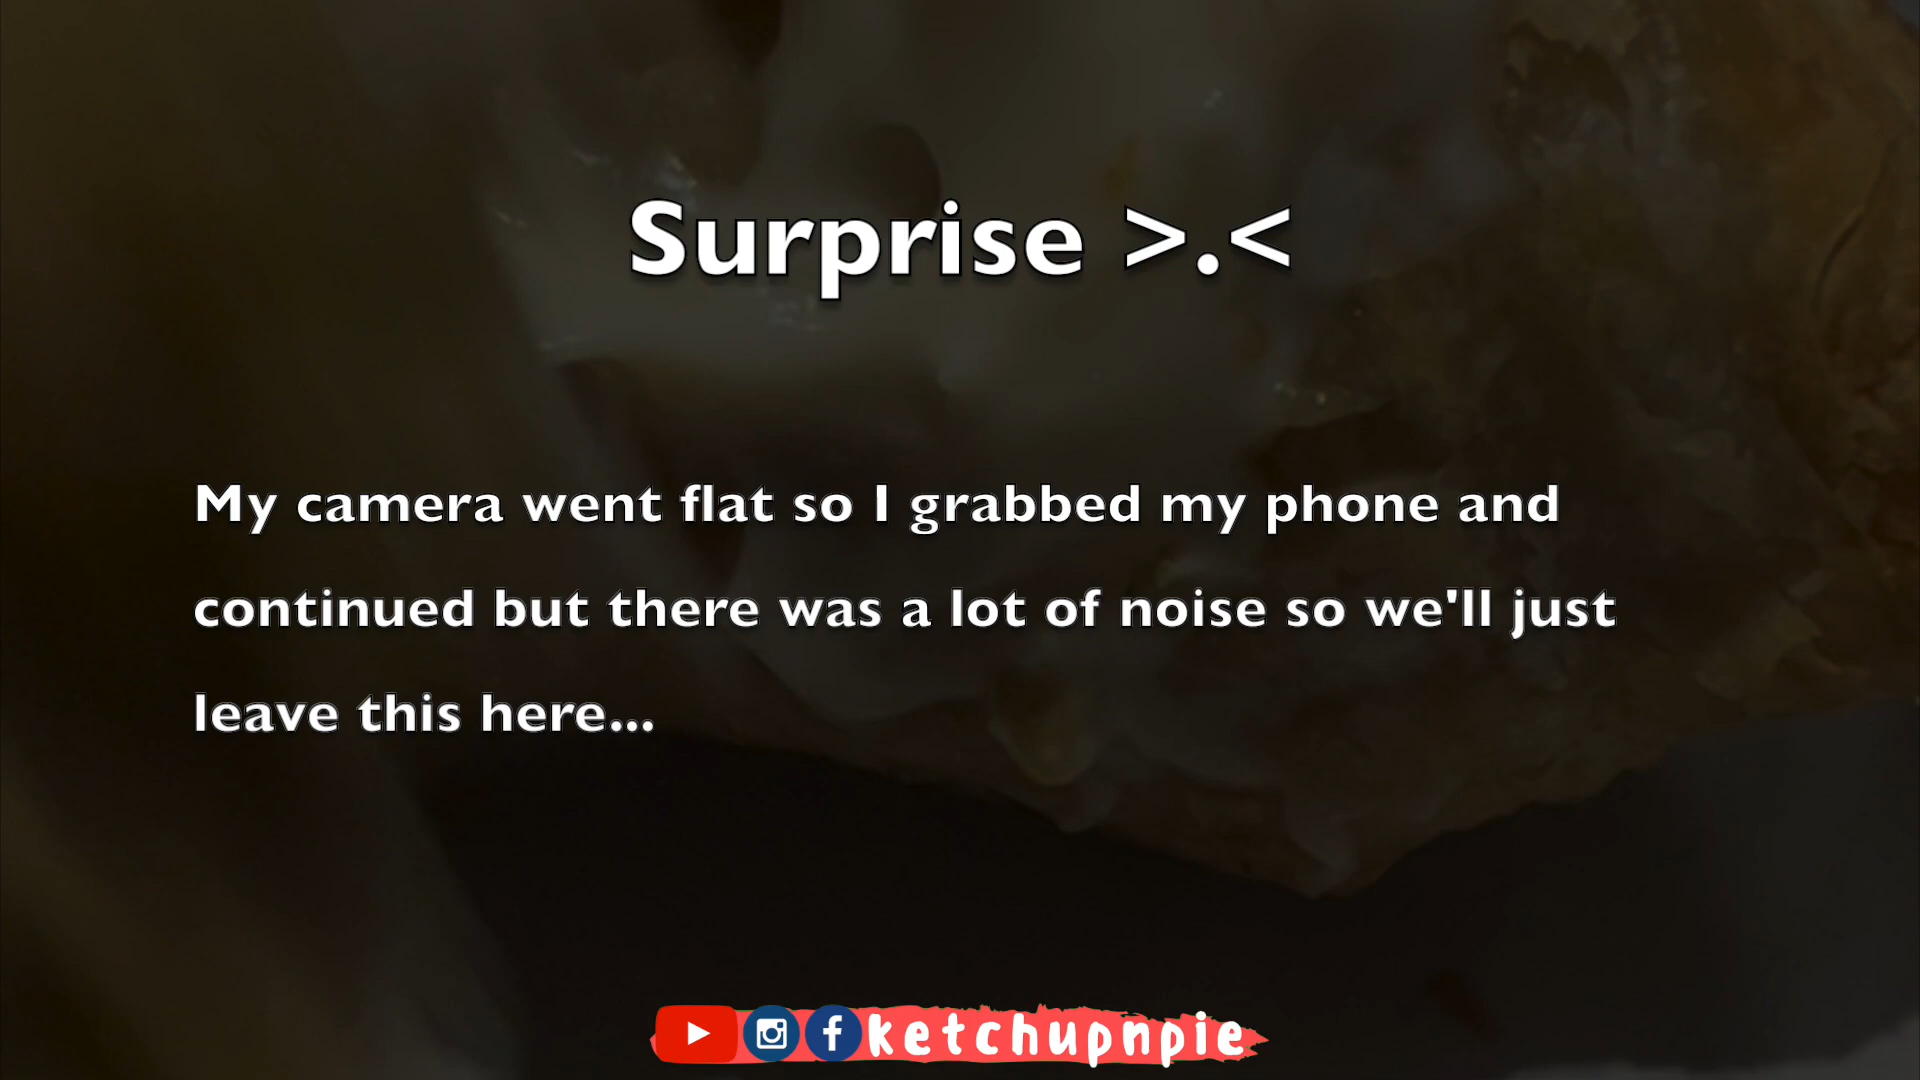 Surprise >.<
My camera went flat so I grabbed my phone and
continued but there was a lot of noise so we'll just
leave this here...
ketchupnpie